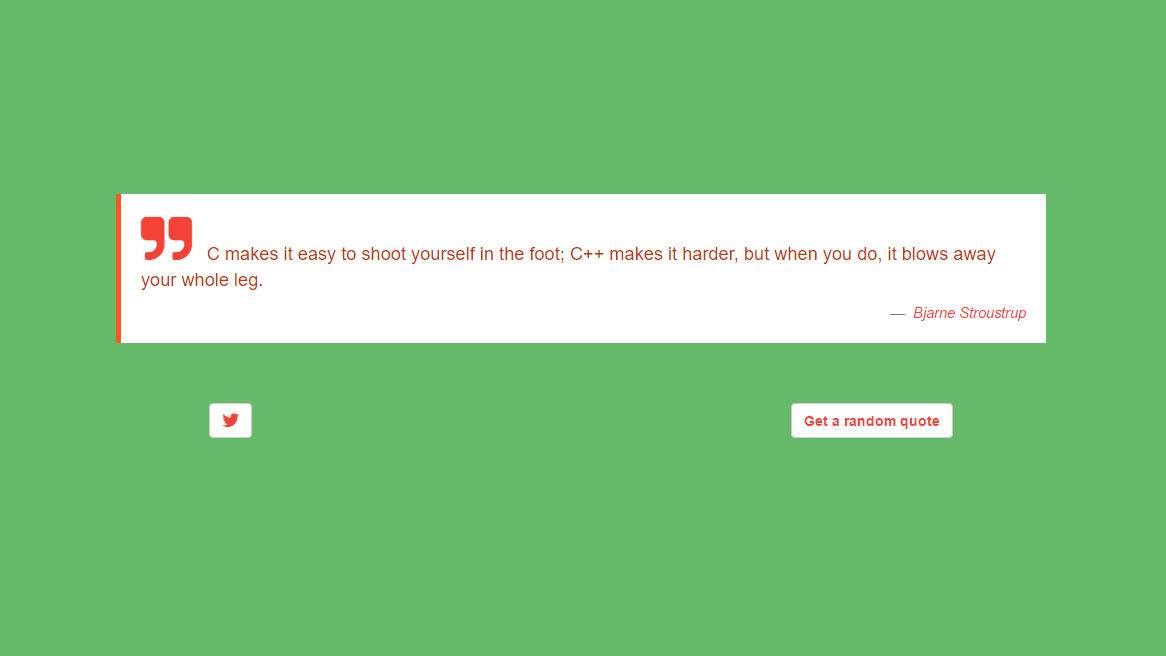 C makes it easy to shoot yourself in the foot; C++ makes it harder, but when you do, it blows away
your whole leg.
— Bjarne Stroustrup
Get a random quote